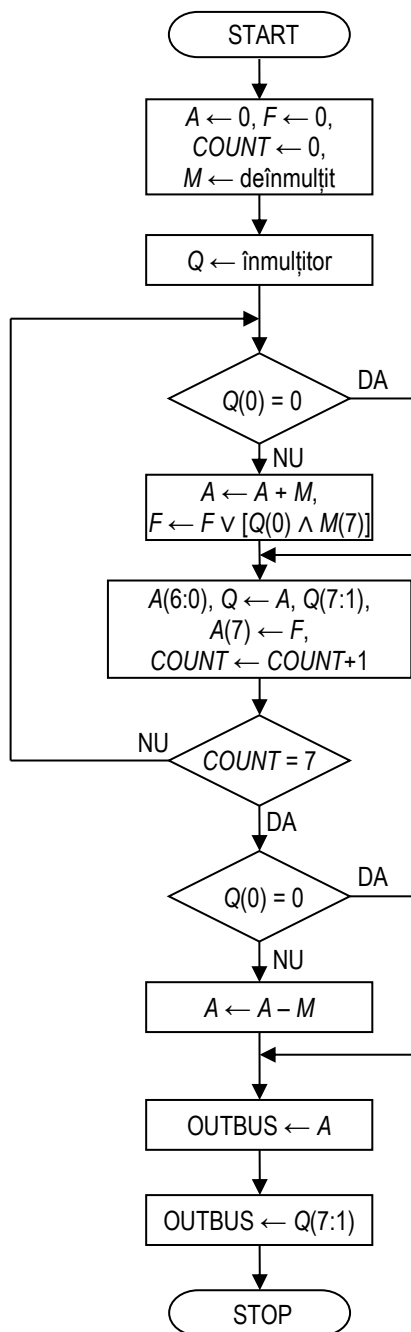 START
A ← 0, F ← 0,
COUNT ← 0,
M ← deînmulțit
Q ← înmulțitor
Q(0) = 0
DA
NU
A ← A + M,
F ← F ∨ [Q(0) ∧ M(7)]
A(6:0), Q ← A, Q(7:1),
A(7) ← F,
COUNT ← COUNT+1
NU
COUNT = 7
DA
Q(0) = 0
DA
NU
A ← A – M
OUTBUS ← A
OUTBUS ← Q(7:1)
STOP